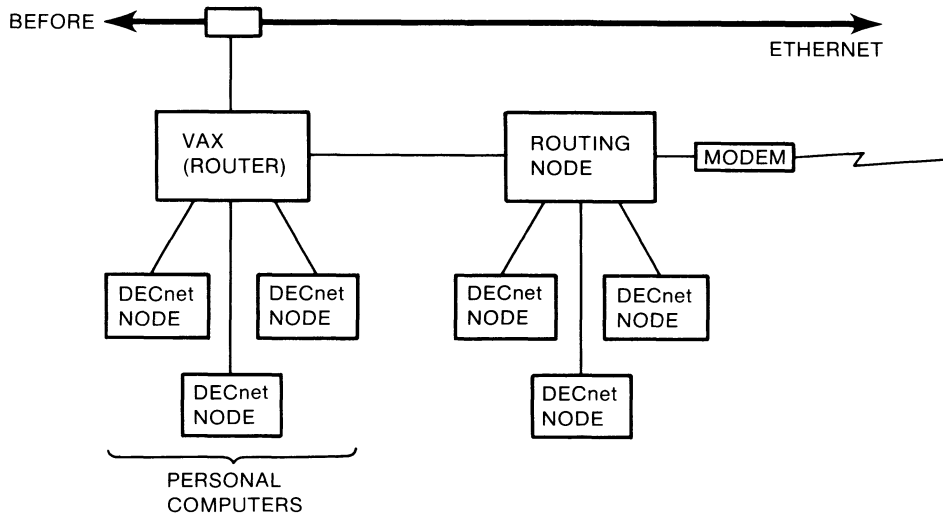 BEFORE
ETHERNET
VAX
(ROUTER)
ROUTING
NODE
MODEM
DECnet
NODE
DECnet
NODE
DECnet
NODE
DECnet
NODE
DECnet
NODE
DECnet
NODE
PERSONAL
COMPUTERS